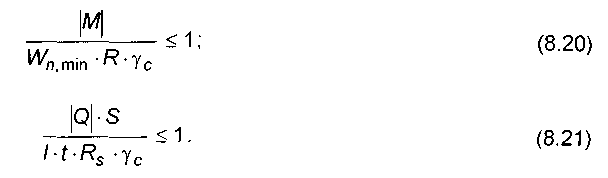 |M| / (W_{n,min} · R · γ_c) ≤ 1; (8.20)
|Q| · S / (I · t · R_s · γ_c) ≤ 1. (8.21)